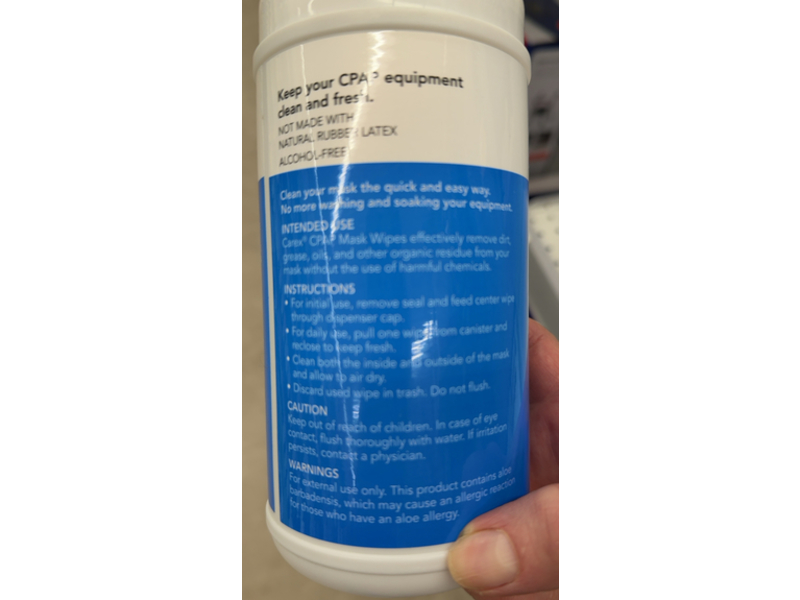 Keep your CPAP equipment
clean and fresh.
NOT MADE WITH
NATURAL RUBBER LATEX
ALCOHOL-FREE
Clean your mask the quick and easy way.
No more washing and soaking your equipment.
INTENDED USE
Carex® CPAP Mask Wipes effectively remove dirt,
grease, oils, and other organic residue from your
mask without the use of harmful chemicals.
INSTRUCTIONS
• For initial use, remove seal and feed center wipe
through dispenser cap.
• For daily use, pull one wipe from canister and
reclose to keep fresh.
• Clean both the inside and outside of the mask
and allow to air dry.
• Discard used wipe in trash. Do not flush.
CAUTION
Keep out of reach of children. In case of eye
contact, flush thoroughly with water. If irritation
persists, contact a physician.
WARNINGS
For external use only. This product contains aloe
barbadensis, which may cause an allergic reaction
for those who have an aloe allergy.